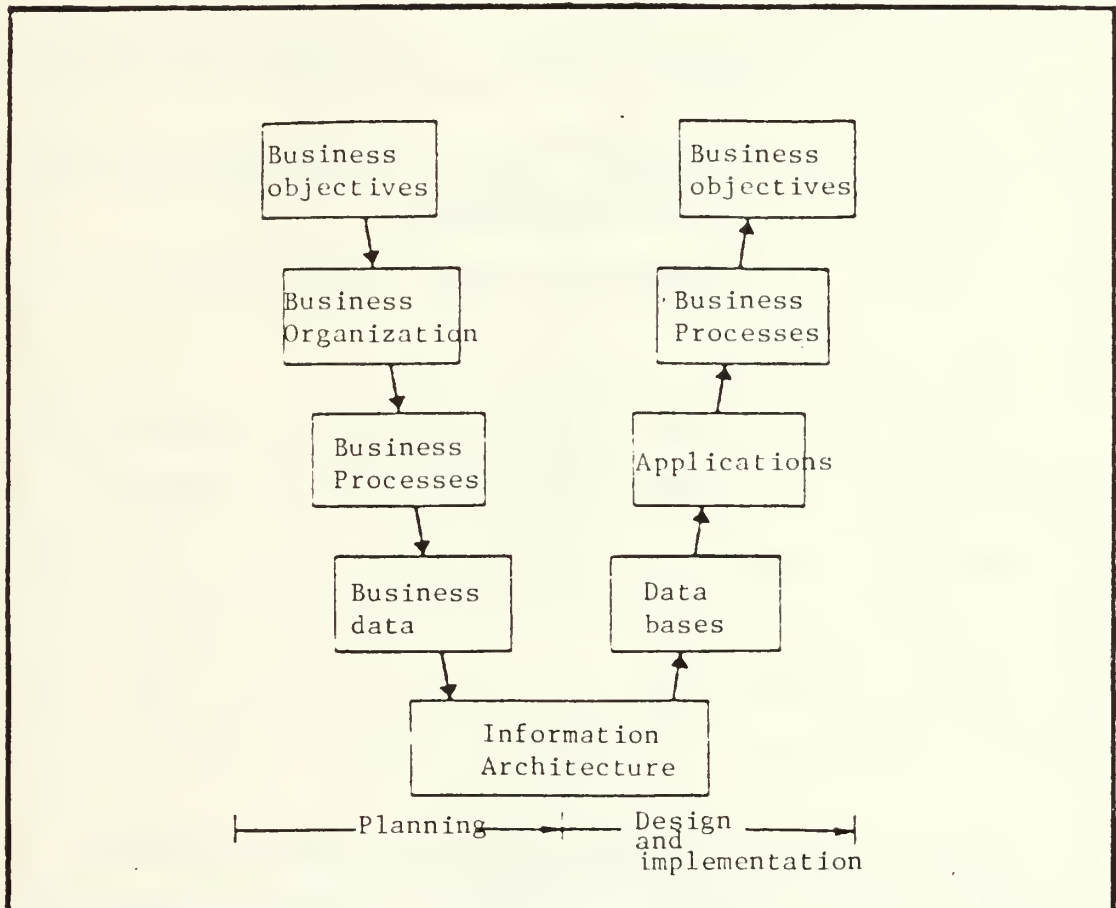 Business
objectives
Business
Organization
Business
Processes
Business
data
Information
Architecture
Business
objectives
Business
Processes
Applications
Data
bases
Planning
Design
and
implementation